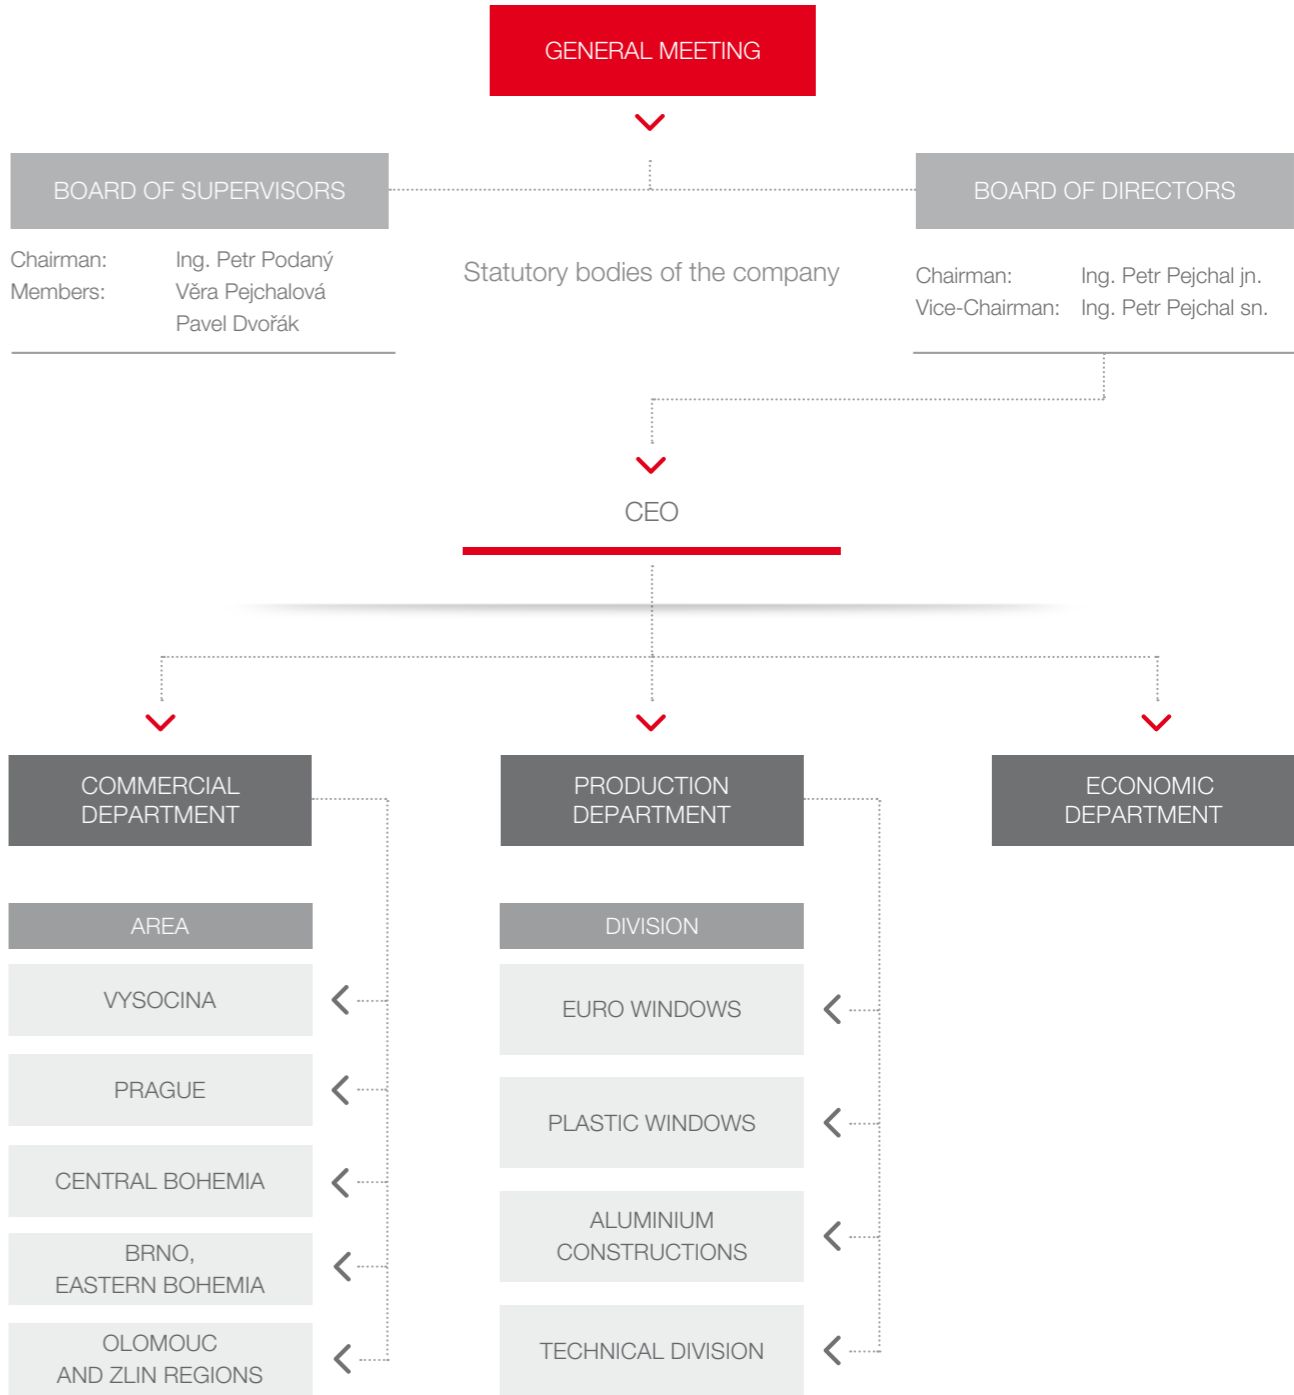 GENERAL MEETING
BOARD OF SUPERVISORS
Chairman: Ing. Petr Podaný
Members: Věra Pejchalová
Pavel Dvořák
Statutory bodies of the company
BOARD OF DIRECTORS
Chairman: Ing. Petr Pejchal jn.
Vice-Chairman: Ing. Petr Pejchal sn.
CEO
COMMERCIAL
DEPARTMENT
AREA
VYSOCINA
PRAGUE
CENTRAL BOHEMIA
BRNO,
EASTERN BOHEMIA
OLOMOUC
AND ZLIN REGIONS
PRODUCTION
DEPARTMENT
DIVISION
EURO WINDOWS
PLASTIC WINDOWS
ALUMINIUM
CONSTRUCTIONS
TECHNICAL DIVISION
ECONOMIC
DEPARTMENT